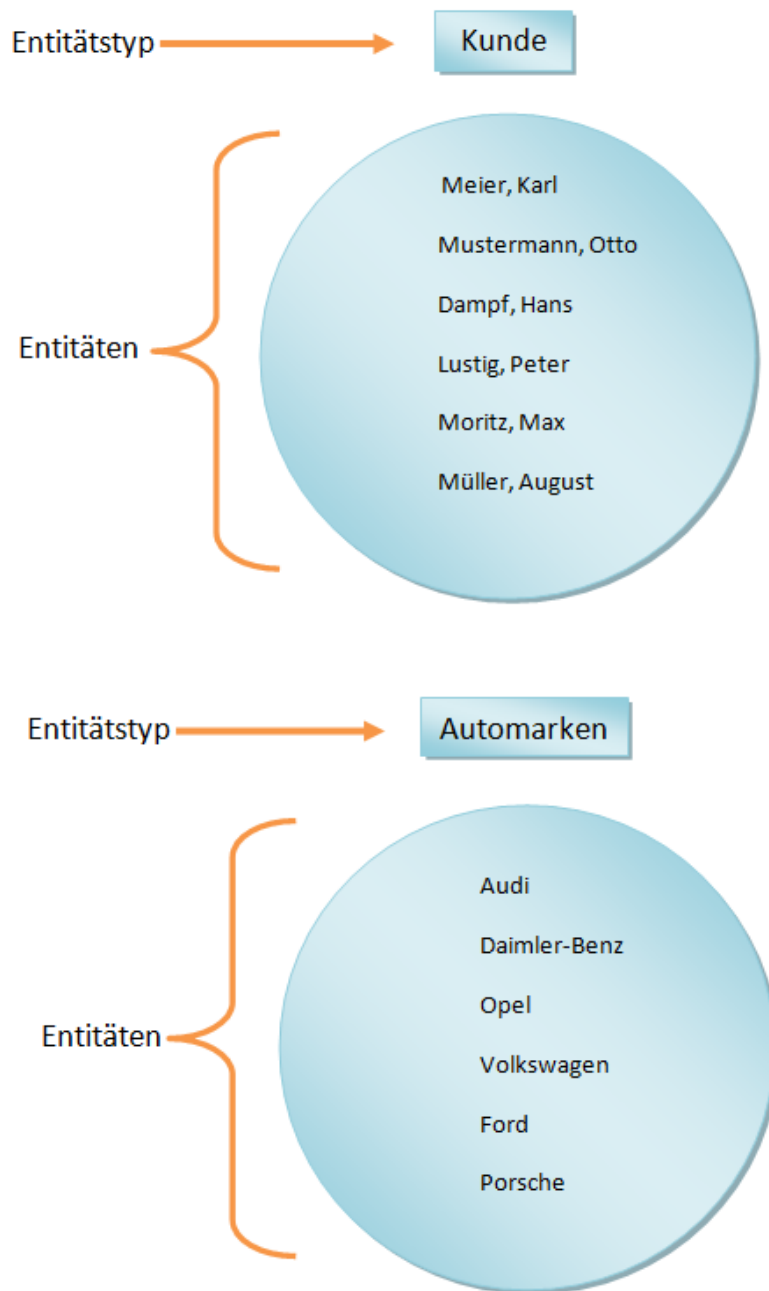 Entitätstyp
Kunde
Meier, Karl
Mustermann, Otto
Dampf, Hans
Entitäten
Lustig, Peter
Moritz, Max
Müller, August
Entitätstyp
Automarken
Audi
Daimler-Benz
Opel
Entitäten
Volkswagen
Ford
Porsche